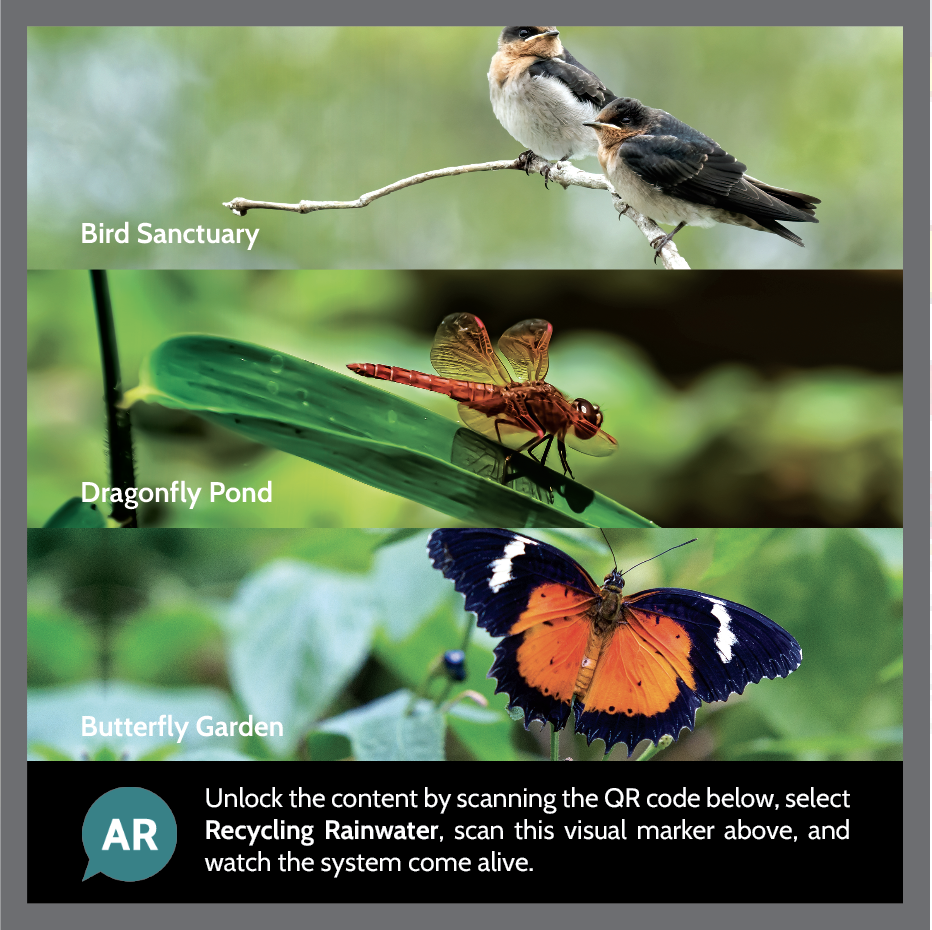 Bird Sanctuary
Dragonfly Pond
Butterfly Garden
AR
Unlock the content by scanning the QR code below, select
Recycling Rainwater, scan this visual marker above, and
watch the system come alive.